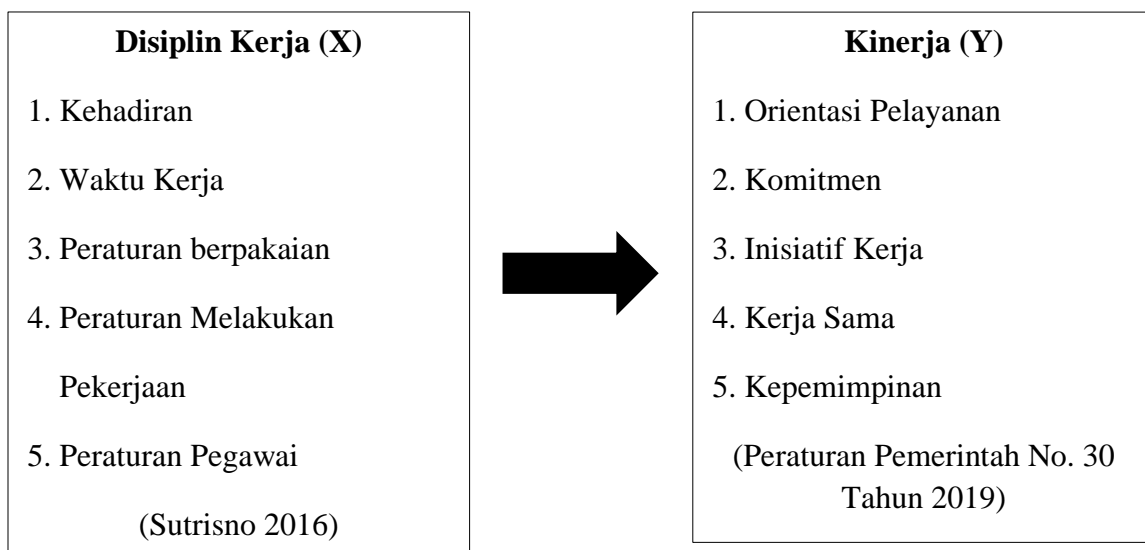 Disiplin Kerja (X)
1. Kehadiran
2. Waktu Kerja
3. Peraturan berpakaian
4. Peraturan Melakukan
Pekerjaan
5. Peraturan Pegawai
(Sutrisno 2016)
Kinerja (Y)
1. Orientasi Pelayanan
2. Komitmen
3. Inisiatif Kerja
4. Kerja Sama
5. Kepemimpinan
(Peraturan Pemerintah No. 30
Tahun 2019)